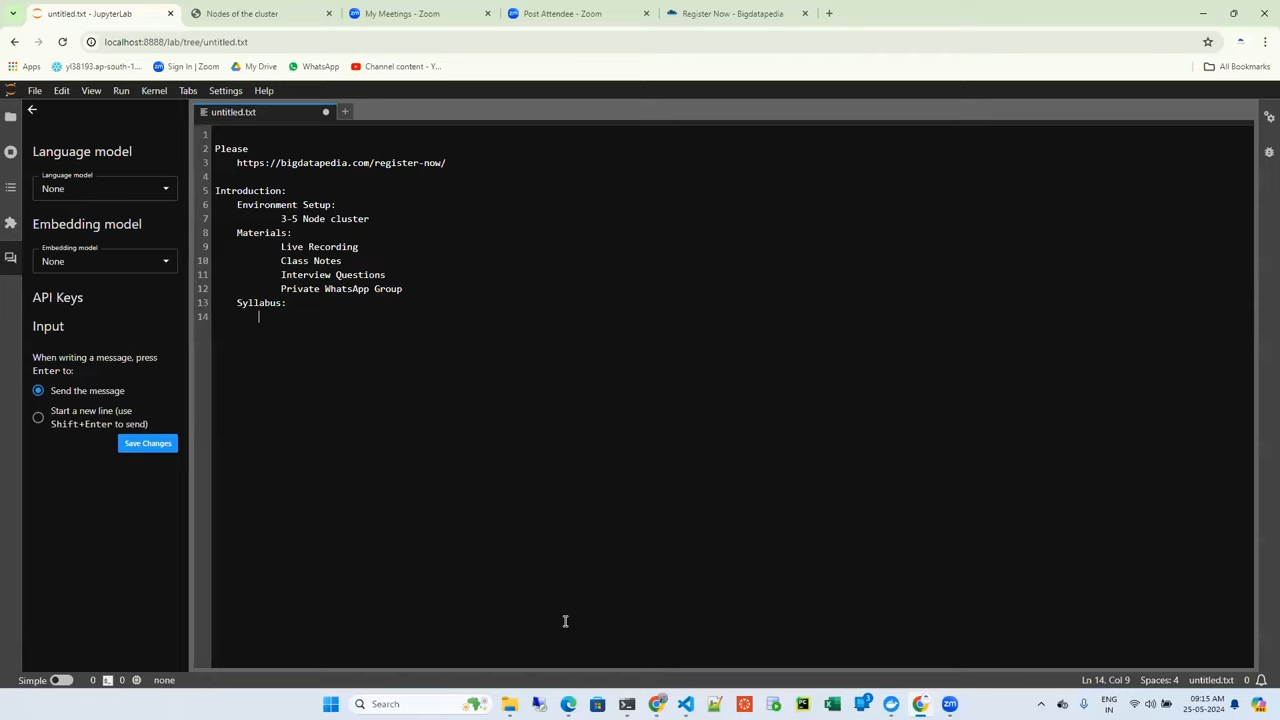 untitled.txt - JupyterLab
Nodes of the cluster
My Meetings - Zoom
Post Attendee - Zoom
Register Now - Bigdatapedia
localhost:8888/lab/tree/untitled.txt
Apps
yl38193.ap-south-1....
Sign In | Zoom
My Drive
WhatsApp
Channel content - Y...
All Bookmarks
File Edit View Run Kernel Tabs Settings Help
untitled.txt
Language model
Language model
None
Embedding model
Embedding model
None
API Keys
Input
When writing a message, press
Enter to:
Send the message
Start a new line (use
Shift+Enter to send)
Save Changes
1
2 Please
3 https://bigdatapedia.com/register-now/
4
5 Introduction:
6 Environment Setup:
7 3-5 Node cluster
8 Materials:
9 Live Recording
10 Class Notes
11 Interview Questions
12 Private WhatsApp Group
13 Syllabus:
14
Simple 0 0 none
Ln 14, Col 9 Spaces: 4 untitled.txt 0
Search
ENG
IN
09:15 AM
25-05-2024